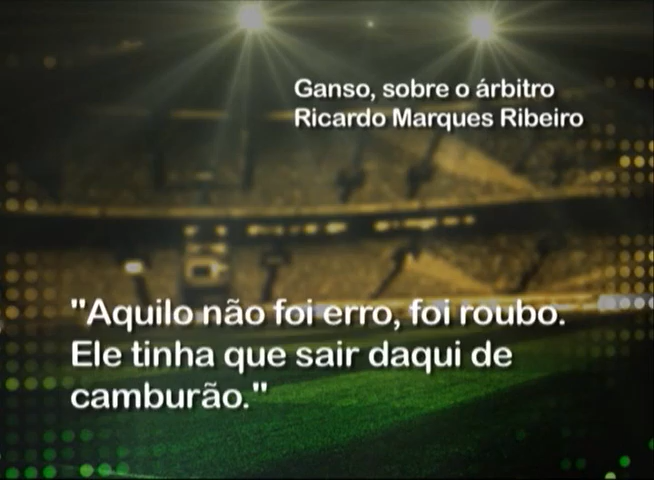 Ganso, sobre o árbitro
Ricardo Marques Ribeiro
"Aquilo não foi erro, foi roubo.
Ele tinha que sair daqui de
camburão."